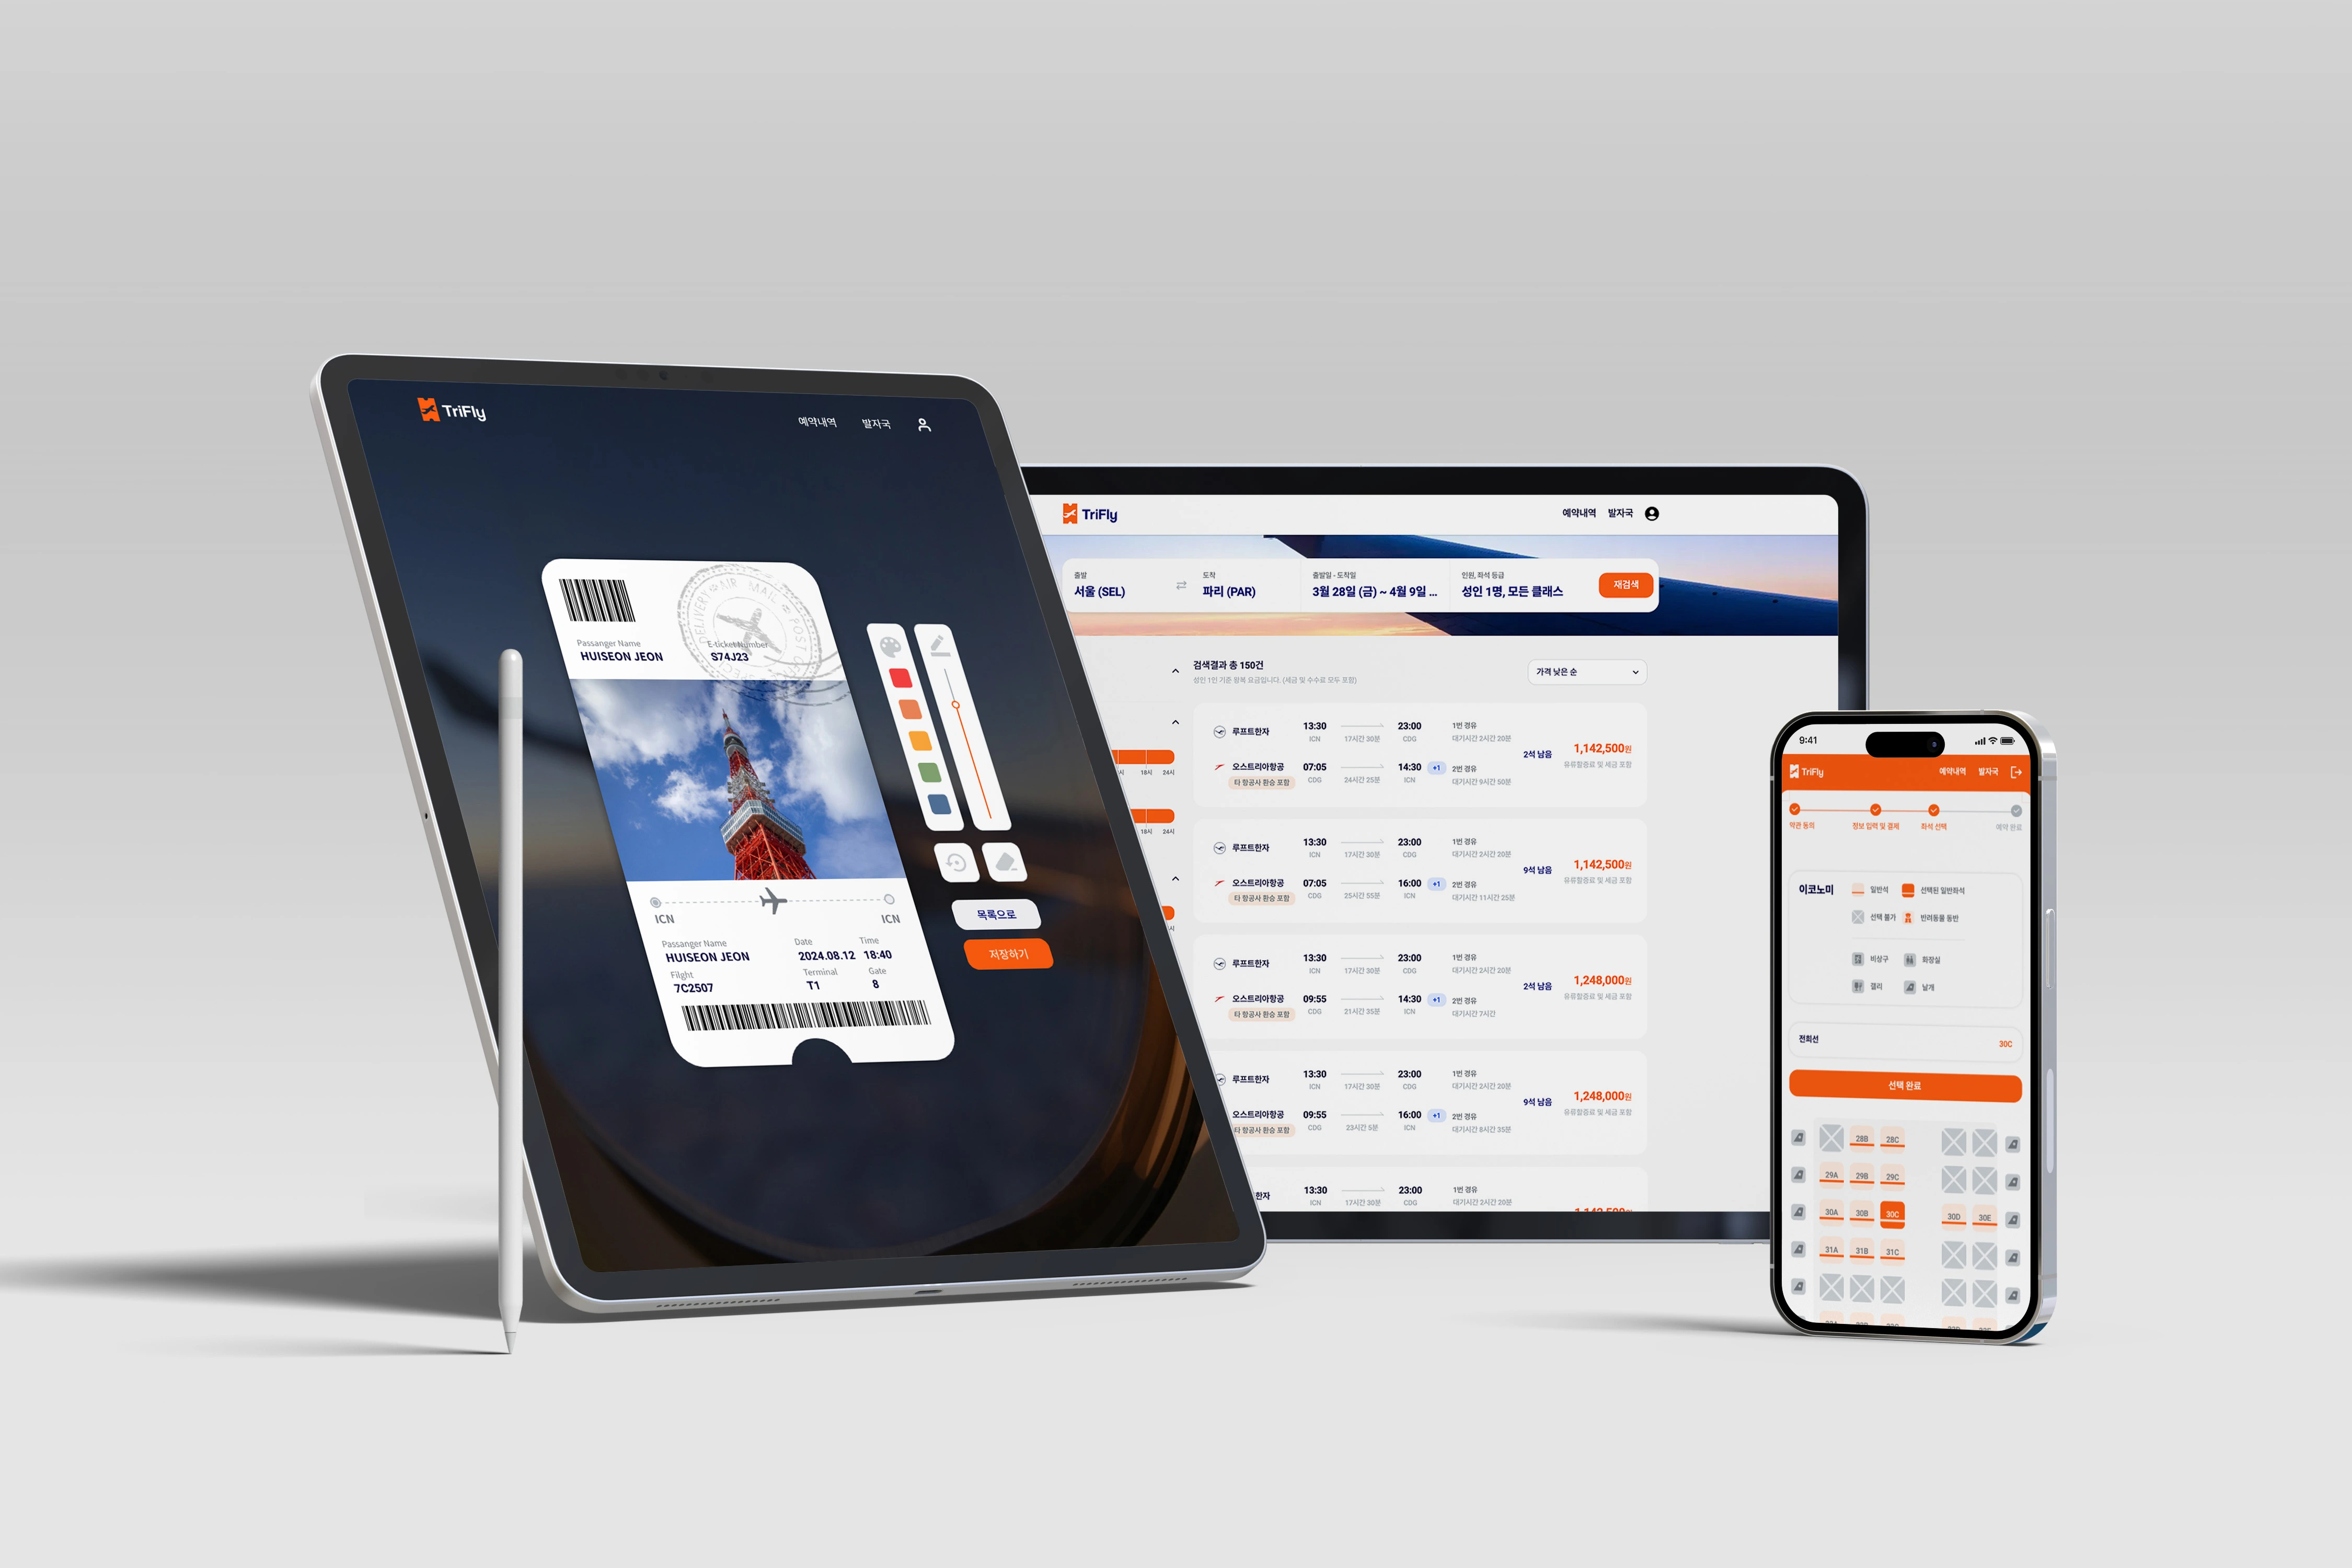 TriFly
예약내역 발자국
DELIVERY AIR MAIL POST
Passanger Name E-ticket Number
HUISEON JEON S74J23
ICN ICN
Passanger Name Date Time
HUISEON JEON 2024.08.12 18:40
Filght Terminal Gate
7C2507 T1 8
목록으로
저장하기
TriFly
예약내역 발자국
출발 도착 출발일 - 도착일 인원, 좌석 등급
서울 (SEL) 파리 (PAR) 3월 28일 (금) ~ 4월 9일 ... 성인 1명, 모든 클래스
재검색
검색결과 총 150건
성인 1인 기준 왕복 요금입니다. (세금 및 수수료 모두 포함)
가격 낮은 순
18시 24시
18시 24시
루프트한자 13:30 23:00 1번 경유
ICN 17시간 30분 CDG 대기시간 2시간 20분
2석 남음 1,142,500원
유류할증료 및 세금 포함
오스트리아항공 07:05 14:30 +1 2번 경유
타 항공사 환승 포함 CDG 24시간 25분 ICN 대기시간 9시간 50분
루프트한자 13:30 23:00 1번 경유
ICN 17시간 30분 CDG 대기시간 2시간 20분
9석 남음 1,142,500원
유류할증료 및 세금 포함
오스트리아항공 07:05 16:00 +1 2번 경유
타 항공사 환승 포함 CDG 25시간 55분 ICN 대기시간 11시간 25분
루프트한자 13:30 23:00 1번 경유
ICN 17시간 30분 CDG 대기시간 2시간 20분
2석 남음 1,248,000원
유류할증료 및 세금 포함
오스트리아항공 09:55 14:30 +1 2번 경유
타 항공사 환승 포함 CDG 21시간 35분 ICN 대기시간 7시간
루프트한자 13:30 23:00 1번 경유
ICN 17시간 30분 CDG 대기시간 2시간 20분
9석 남음 1,248,000원
유류할증료 및 세금 포함
오스트리아항공 09:55 16:00 +1 2번 경유
타 항공사 환승 포함 CDG 23시간 5분 ICN 대기시간 8시간 35분
한자 13:30 23:00 1번 경유
ICN 17시간 30분 CDG 대기시간 2시간 20분
1,142,500원
9:41
TriFly 예약내역 발자국
약관 동의 정보 입력 및 결제 좌석 선택 예약 완료
이코노미 일반석 선택된 일반좌석
선택 불가 반려동물 동반
비상구 화장실
갤리 날개
전희선 30C
선택 완료
28B 28C
29A 29B 29C
30A 30B 30C 30D 30E
31A 31B 31C